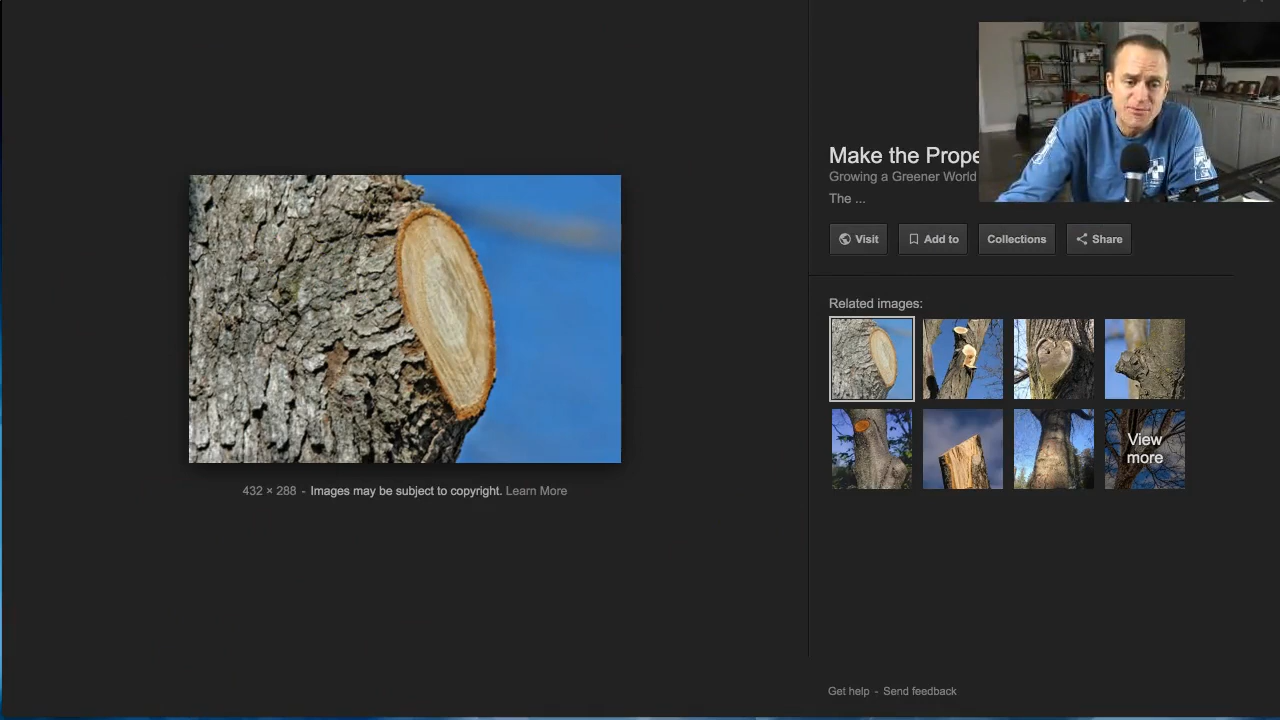 Make the Prope
Growing a Greener World
The ...
Visit
Add to
Collections
Share
Related images:
View
more
432 × 288 - Images may be subject to copyright. Learn More
Get help - Send feedback